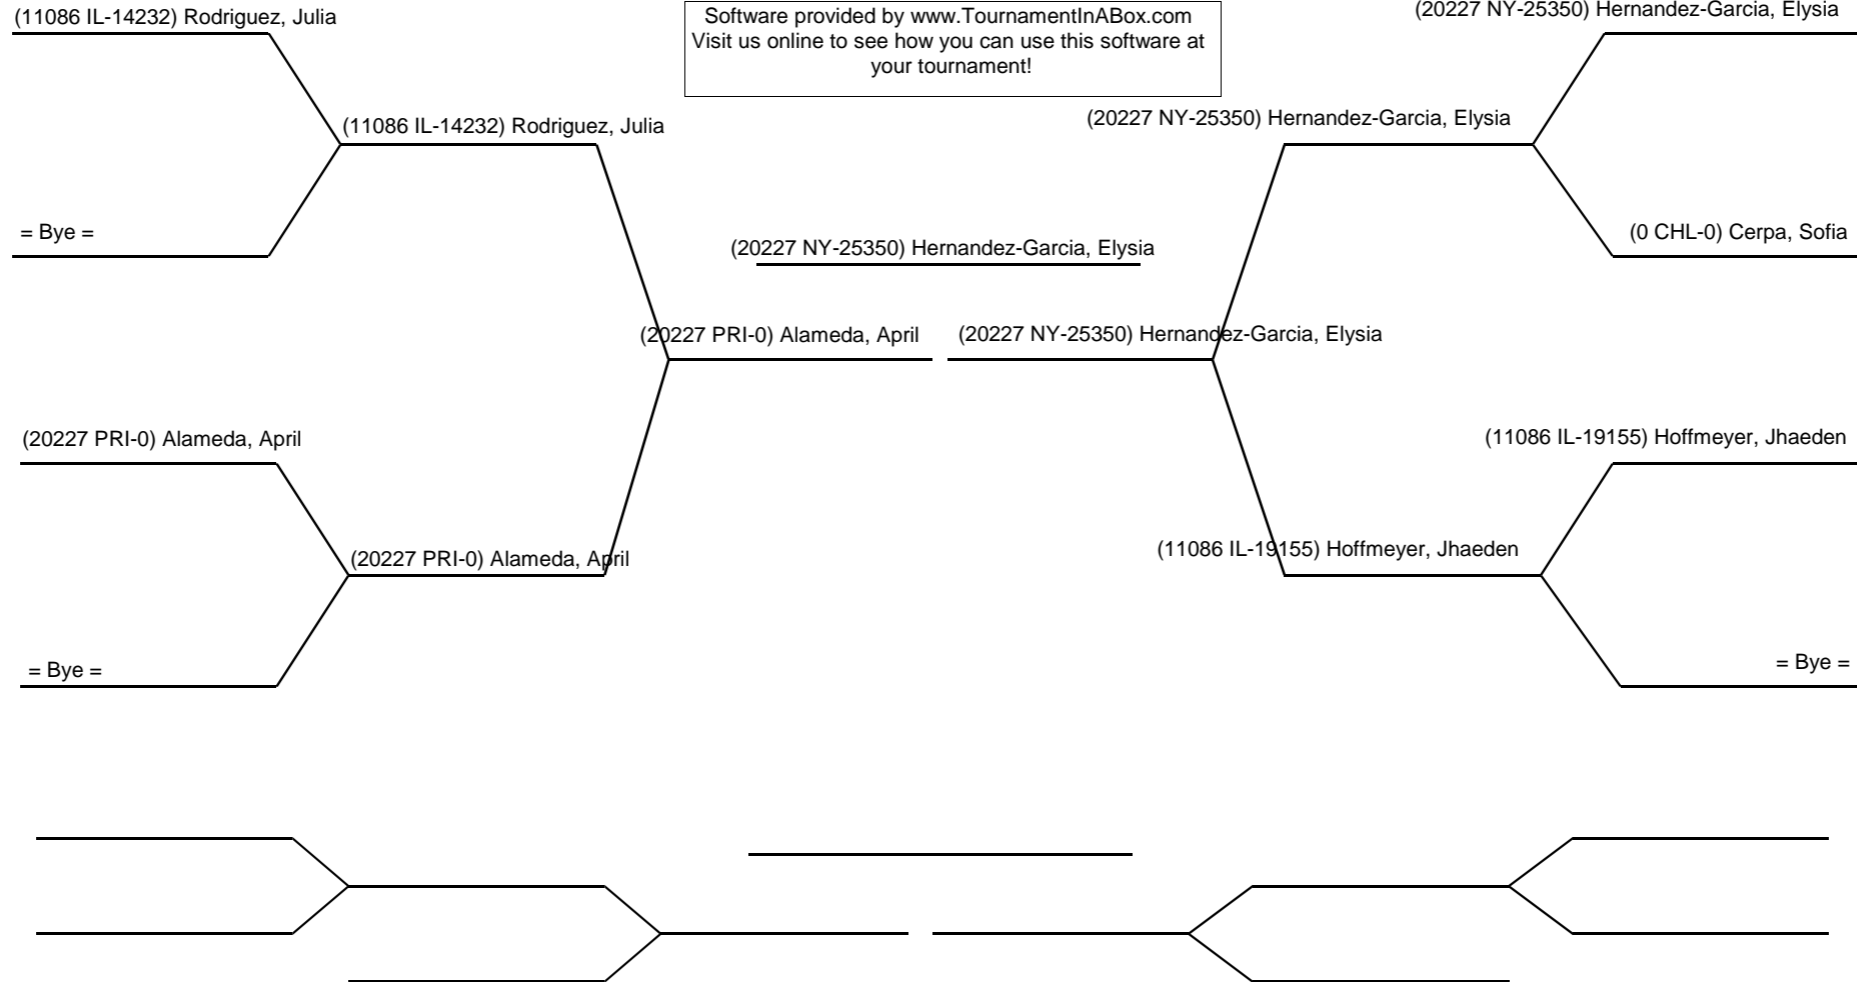 (11086 IL-14232) Rodriguez, Julia
Software provided by www.TournamentInABox.com
Visit us online to see how you can use this software at
your tournament!
(20227 NY-25350) Hernandez-Garcia, Elysia
(11086 IL-14232) Rodriguez, Julia
(20227 NY-25350) Hernandez-Garcia, Elysia
= Bye =
(20227 NY-25350) Hernandez-Garcia, Elysia
(0 CHL-0) Cerpa, Sofia
(20227 PRI-0) Alameda, April
(20227 NY-25350) Hernandez-Garcia, Elysia
(20227 PRI-0) Alameda, April
(11086 IL-19155) Hoffmeyer, Jhaeden
(20227 PRI-0) Alameda, April
(11086 IL-19155) Hoffmeyer, Jhaeden
= Bye =
= Bye =